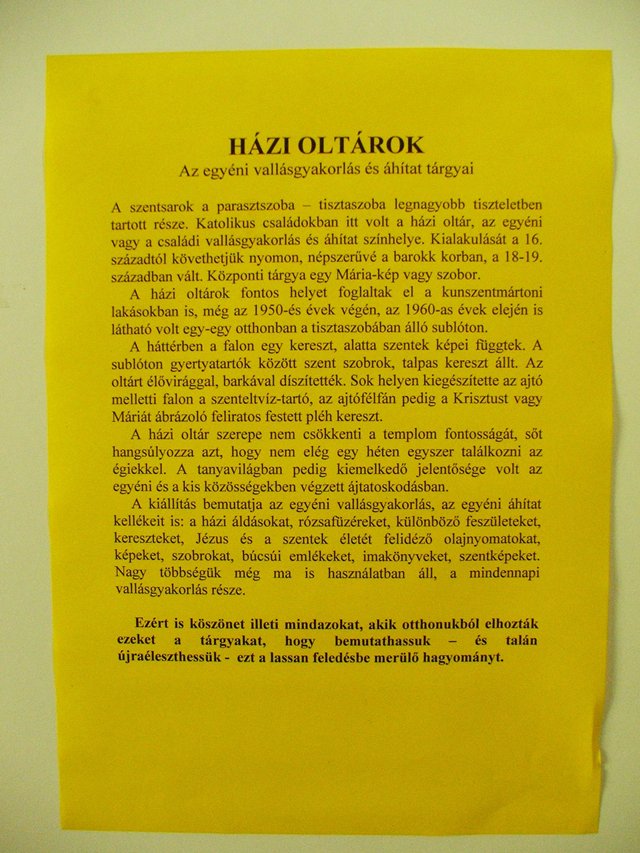 HÁZI OLTÁROK
Az egyéni vallásgyakorlás és áhítat tárgyai
A szentsarok a parasztszoba – tisztaszoba legnagyobb tiszteletben
tartott része. Katolikus családokban itt volt a házi oltár, az egyéni
vagy a családi vallásgyakorlás és áhítat színhelye. Kialakulását a 16.
századtól követhetjük nyomon, népszerűvé a barokk korban, a 18-19.
században vált. Központi tárgya egy Mária-kép vagy szobor.
A házi oltárok fontos helyet foglaltak el a kunszentmártoni
lakásokban is, még az 1950-és évek végén, az 1960-as évek elején is
látható volt egy-egy otthonban a tisztaszobában álló sublóton.
A háttérben a falon egy kereszt, alatta szentek képei függtek. A
sublóton gyertyatartók között szent szobrok, talpas kereszt állt. Az
oltárt élővirággal, barkával díszítették. Sok helyen kiegészítette az ajtó
melletti falon a szenteltvíz-tartó, az ajtófélfán pedig a Krisztust vagy
Máriát ábrázoló feliratos festett pléh kereszt.
A házi oltár szerepe nem csökkenti a templom fontosságát, sőt
hangsúlyozza azt, hogy nem elég egy héten egyszer találkozni az
égiekkel. A tanyavilágban pedig kiemelkedő jelentősége volt az
egyéni és a kis közösségekben végzett ájtatoskodásban.
A kiállítás bemutatja az egyéni vallásgyakorlás, az egyéni áhítat
kellékeit is: a házi áldásokat, rózsafüzéreket, különböző feszületeket,
kereszteket, Jézus és a szentek életét felidéző olajnyomatokat,
képeket, szobrokat, búcsúi emlékeket, imakönyveket, szentképeket.
Nagy többségük még ma is használatban áll, a mindennapi
vallásgyakorlás része.
Ezért is köszönet illeti mindazokat, akik otthonukból elhozták
ezeket a tárgyakat, hogy bemutathassuk – és talán
újraéleszthessük - ezt a lassan feledésbe merülő hagyományt.